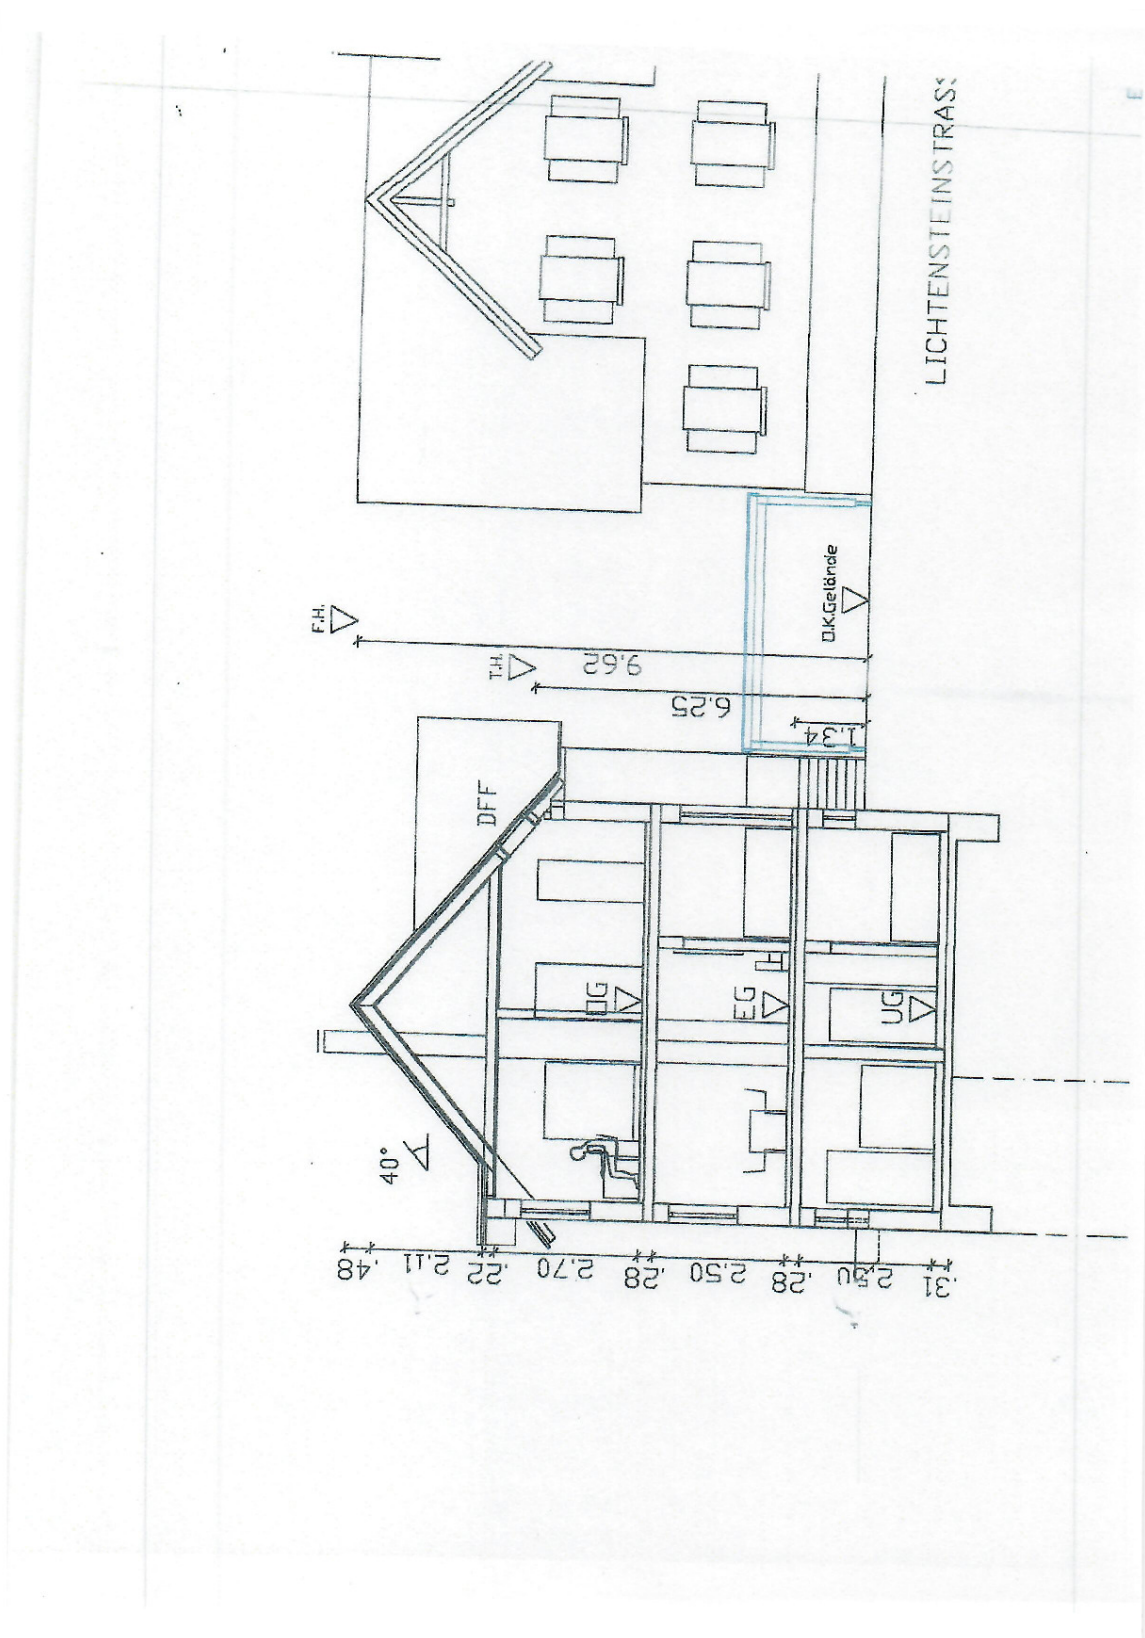 40°
DFF
F.H.
T.H.
9.62
6.25
1.34
O.K.Gelände
OG
EG
UG
.48
2.11
.22
2.70
.28
2.50
.28
2.50
.31
LICHTENSTEINSTRASS
E